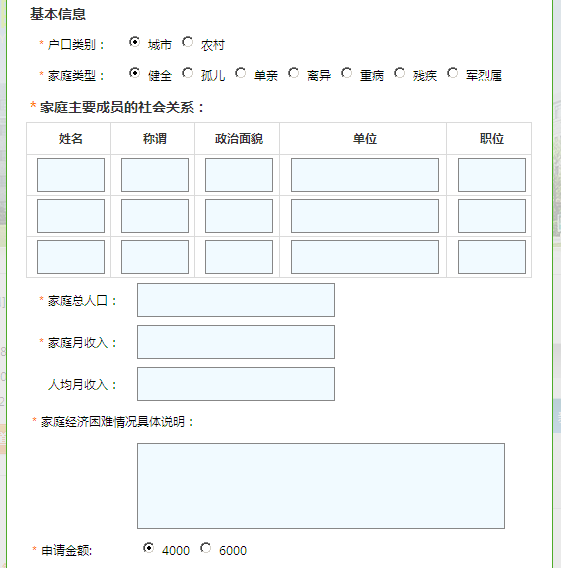 基本信息
* 户口类别： 城市 农村
* 家庭类型： 健全 孤儿 单亲 离异 重病 残疾 军烈属
* 家庭主要成员的社会关系：
姓名 称谓 政治面貌 单位 职位
* 家庭总人口：
* 家庭月收入：
人均月收入：
* 家庭经济困难情况具体说明：
* 申请金额: 4000 6000